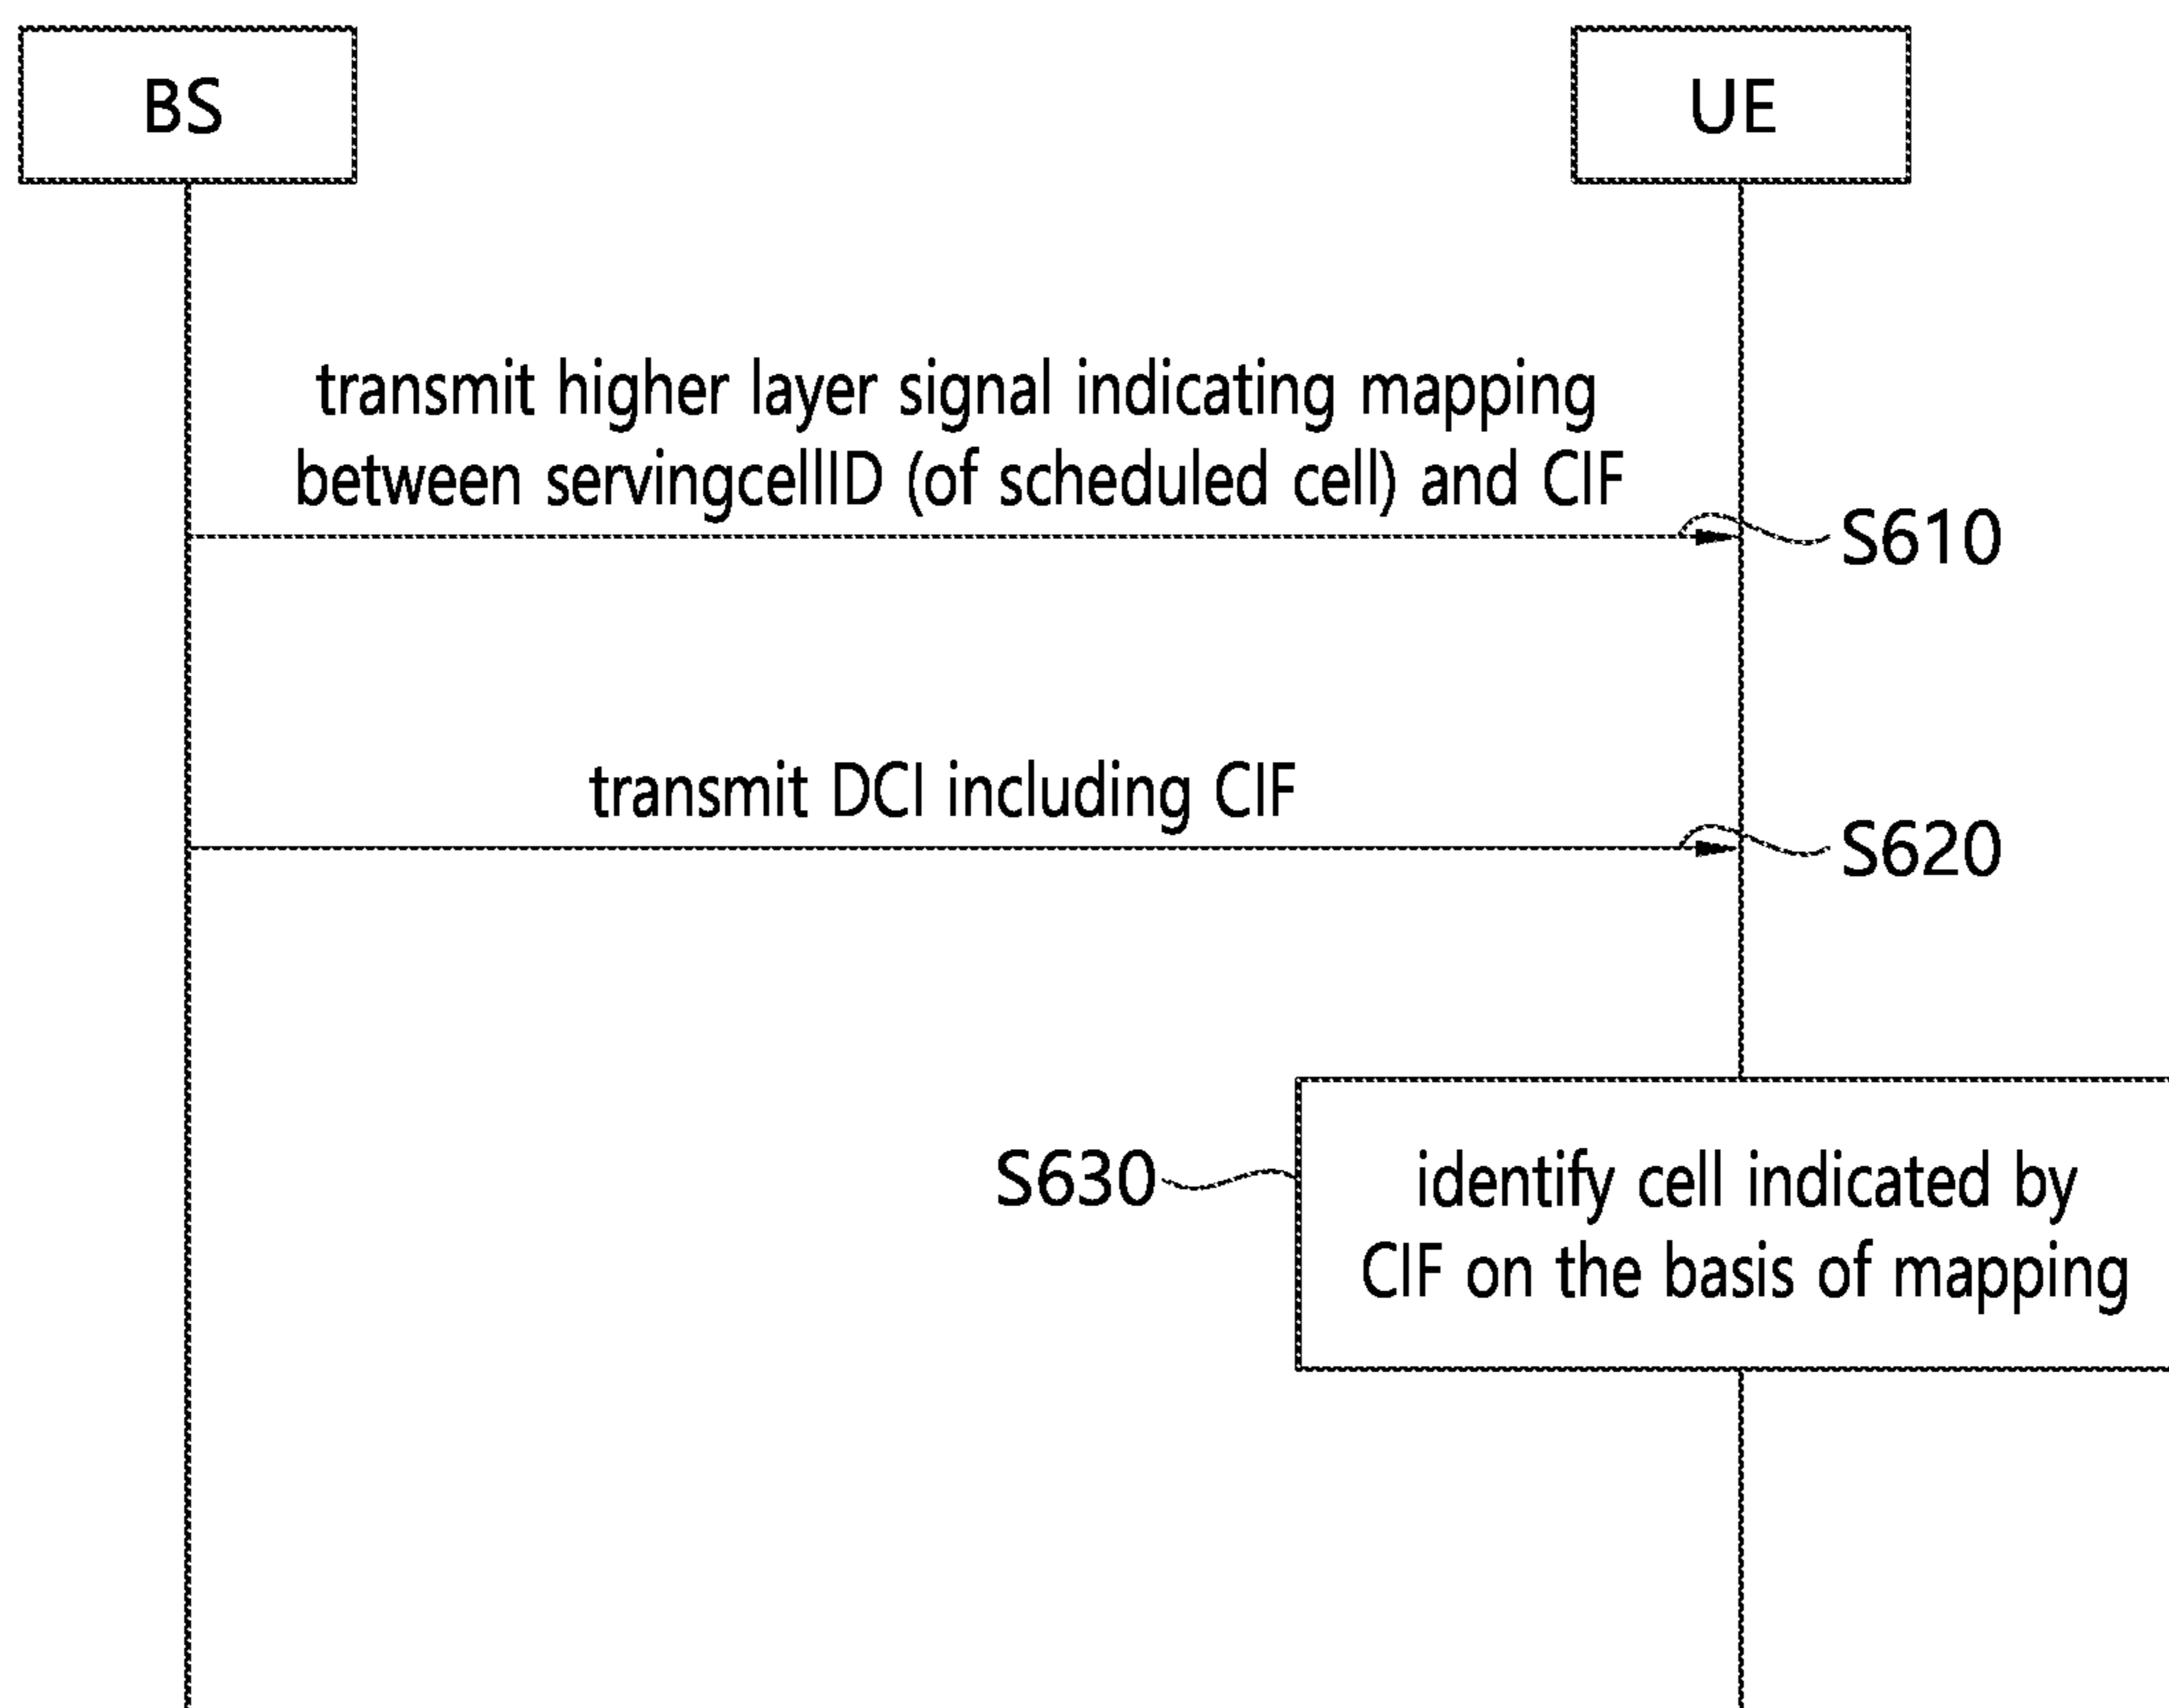 BS
UE
transmit higher layer signal indicating mapping
between servingcellID (of scheduled cell) and CIF
S610
transmit DCI including CIF
S620
S630
identify cell indicated by
CIF on the basis of mapping